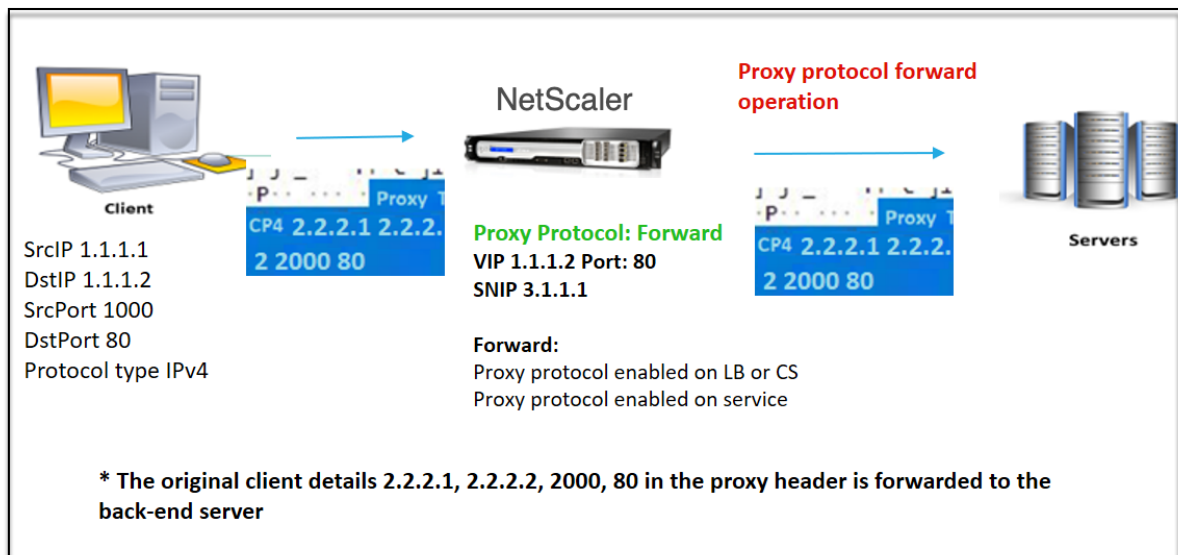 Proxy protocol forward
operation
NetScaler
Client
Servers
SrcIP 1.1.1.1
DstIP 1.1.1.2
SrcPort 1000
DstPort 80
Protocol type IPv4
Proxy
CP4 2.2.2.1 2.2.2.
2 2000 80
Proxy Protocol: Forward
VIP 1.1.1.2 Port: 80
SNIP 3.1.1.1
Forward:
Proxy protocol enabled on LB or CS
Proxy protocol enabled on service
Proxy
CP4 2.2.2.1 2.2.2.
2 2000 80
* The original client details 2.2.2.1, 2.2.2.2, 2000, 80 in the proxy header is forwarded to the
back-end server